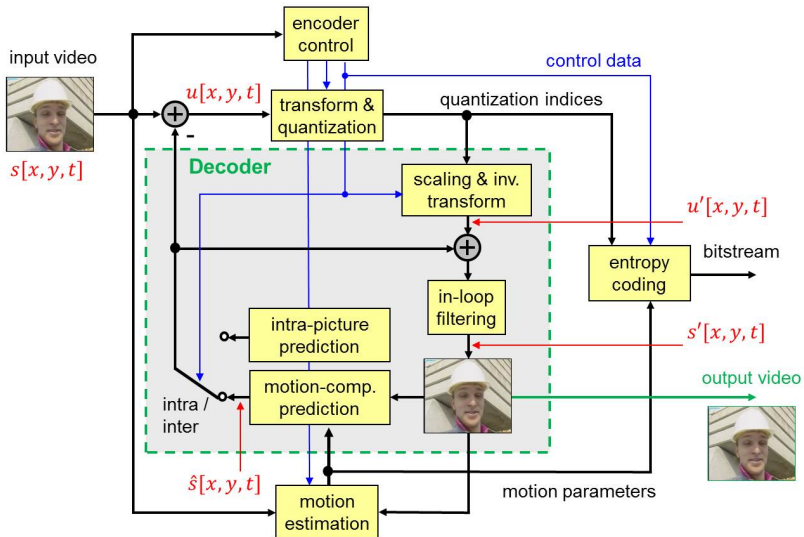 encoder
control
input video
control data
u[x, y, t]
transform &
quantization
quantization indices
-
s[x, y, t]
Decoder
scaling & inv.
transform
u′[x, y, t]
bitstream
entropy
coding
in-loop
filtering
intra-picture
prediction
s′[x, y, t]
motion-comp.
prediction
output video
intra /
inter
ŝ[x, y, t]
motion
estimation
motion parameters